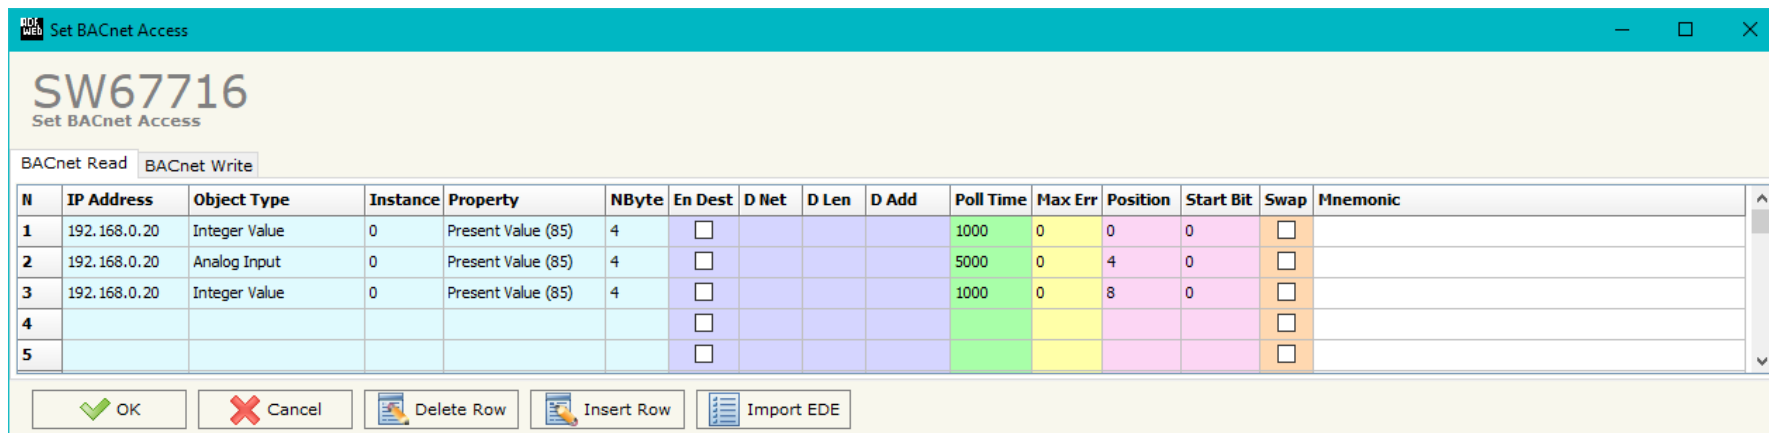 ADF WEB Set BACnet Access
SW67716
Set BACnet Access
BACnet Read BACnet Write
N IP Address Object Type Instance Property NByte En Dest D Net D Len D Add Poll Time Max Err Position Start Bit Swap Mnemonic
1 192.168.0.20 Integer Value 0 Present Value (85) 4 1000 0 0 0
2 192.168.0.20 Analog Input 0 Present Value (85) 4 5000 0 4 0
3 192.168.0.20 Integer Value 0 Present Value (85) 4 1000 0 8 0
4
5
OK Cancel Delete Row Insert Row Import EDE